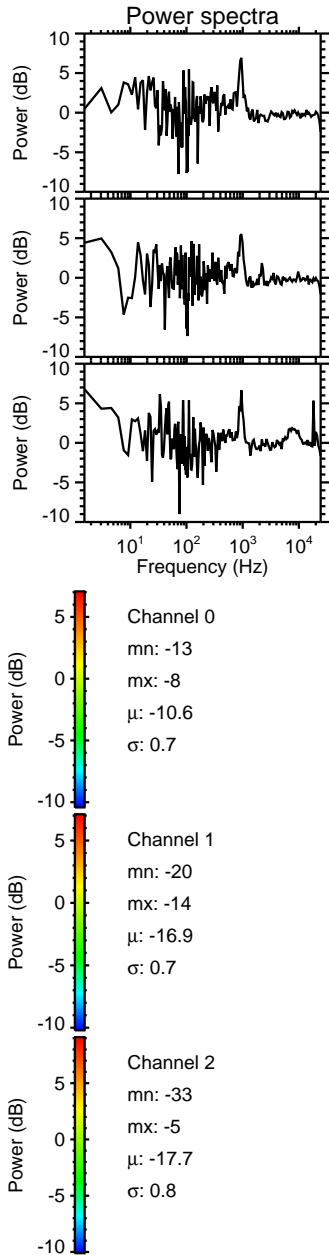 Power spectra
10
5
0
-5
-10
Power (dB)
10
5
0
-5
-10
Power (dB)
10
5
0
-5
-10
Power (dB)
10¹ 10² 10³ 10⁴
Frequency (Hz)
5
0
-5
-10
Power (dB)
Channel 0
mn: -13
mx: -8
μ: -10.6
σ: 0.7
5
0
-5
-10
Power (dB)
Channel 1
mn: -20
mx: -14
μ: -16.9
σ: 0.7
5
0
-5
-10
Power (dB)
Channel 2
mn: -33
mx: -5
μ: -17.7
σ: 0.8